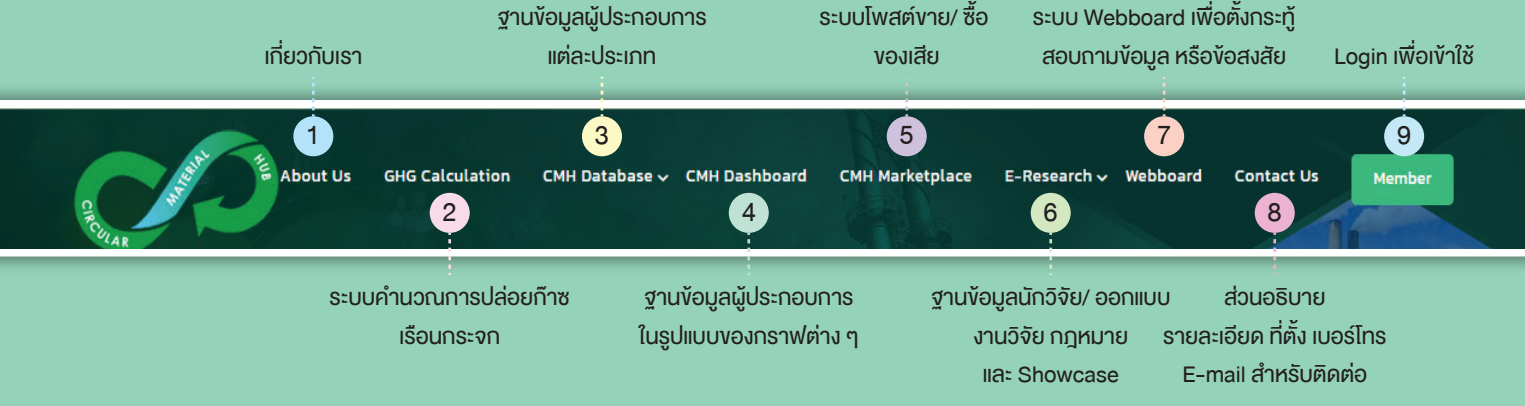 ฐานข้อมูลผู้ประกอบการ
แต่ละประเภท
ระบบโพสต์ขาย/ ซื้อ
ของเสีย
ระบบ Webboard เพื่อตั้งกระทู้
สอบถามข้อมูล หรือข้อสงสัย
เกี่ยวกับเรา
Login เพื่อเข้าใช้
1
3
5
7
9
CIRCULAR
MATERIAL
HUB
About Us
GHG Calculation
CMH Database
CMH Dashboard
CMH Marketplace
E-Research
Webboard
Contact Us
Member
2
4
6
8
ระบบคำนวณการปล่อยก๊าซ
เรือนกระจก
ฐานข้อมูลผู้ประกอบการ
ในรูปแบบของกราฟต่าง ๆ
ฐานข้อมูลนักวิจัย/ ออกแบบ
งานวิจัย กฎหมาย
และ Showcase
ส่วนอธิบาย
รายละเอียด ที่ตั้ง เบอร์โทร
E-mail สำหรับติดต่อ